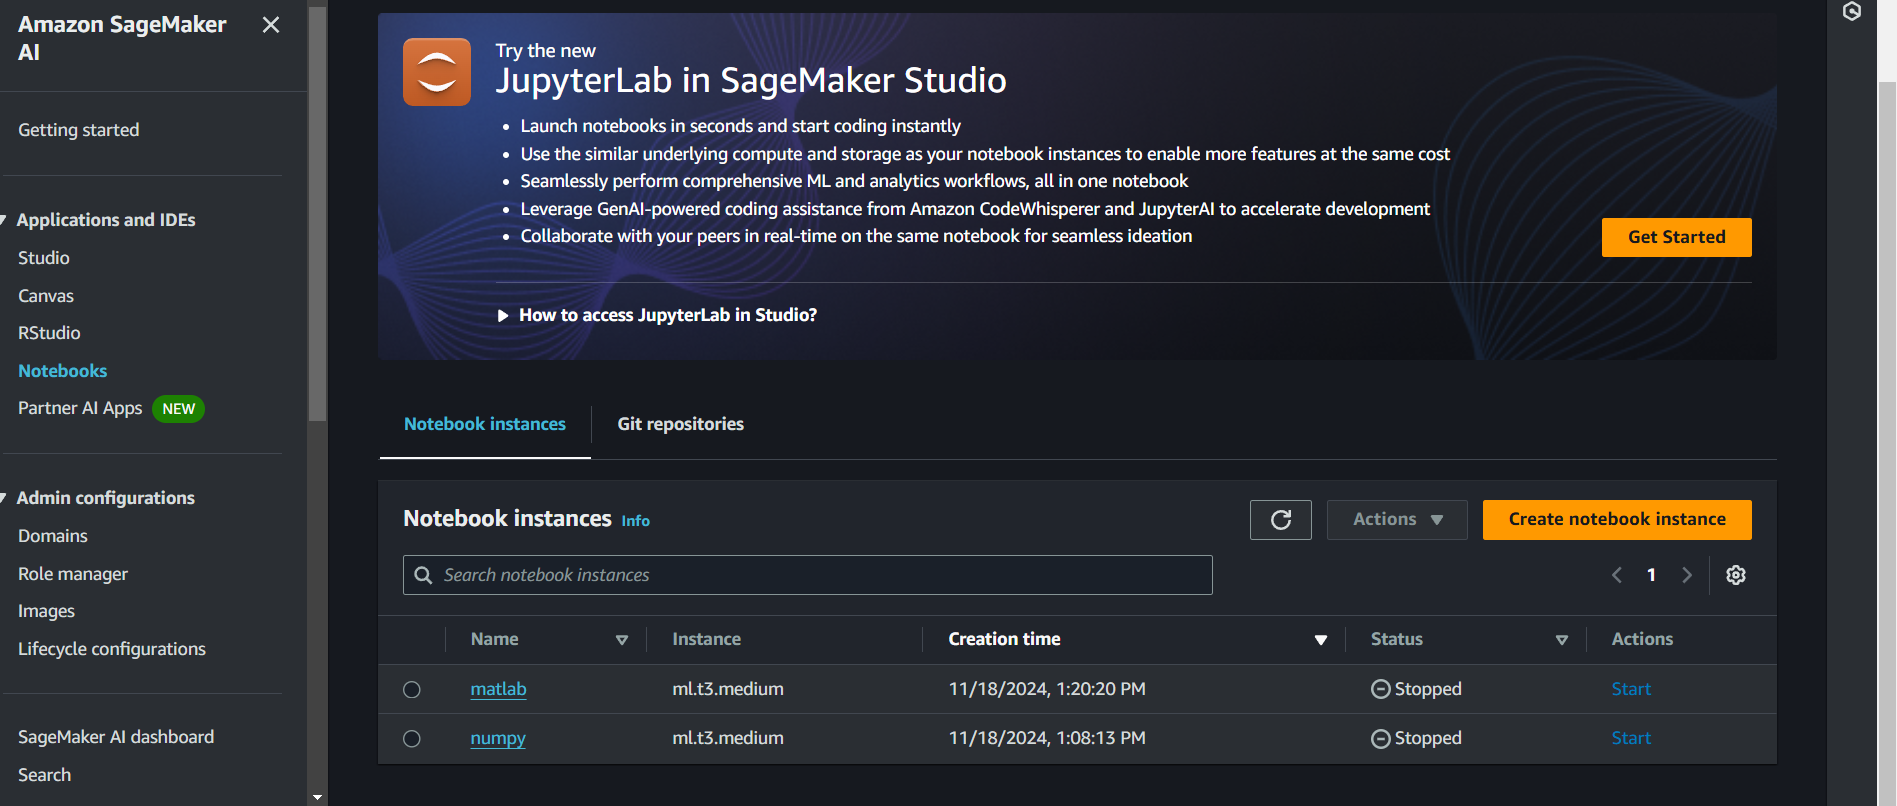 Amazon SageMaker
AI
Getting started
Applications and IDEs
Studio
Canvas
RStudio
Notebooks
Partner AI Apps NEW
Admin configurations
Domains
Role manager
Images
Lifecycle configurations
SageMaker AI dashboard
Search
Try the new
JupyterLab in SageMaker Studio
• Launch notebooks in seconds and start coding instantly
• Use the similar underlying compute and storage as your notebook instances to enable more features at the same cost
• Seamlessly perform comprehensive ML and analytics workflows, all in one notebook
• Leverage GenAI-powered coding assistance from Amazon CodeWhisperer and JupyterAI to accelerate development
• Collaborate with your peers in real-time on the same notebook for seamless ideation
Get Started
How to access JupyterLab in Studio?
Notebook instances Git repositories
Notebook instances Info Actions Create notebook instance
Search notebook instances 1
Name Instance Creation time Status Actions
matlab ml.t3.medium 11/18/2024, 1:20:20 PM Stopped Start
numpy ml.t3.medium 11/18/2024, 1:08:13 PM Stopped Start